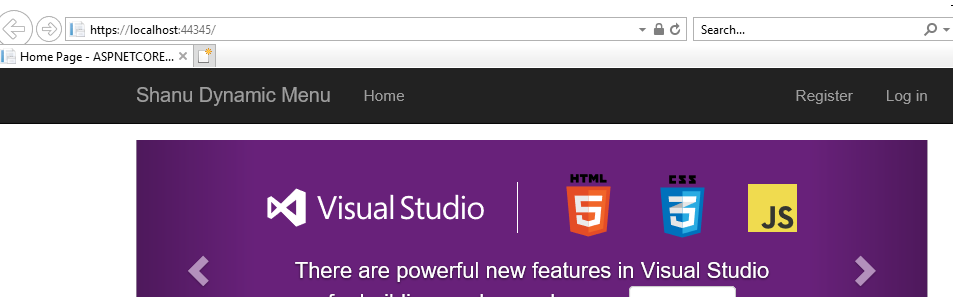 https://localhost:44345/
Search...
Home Page - ASPNETCORE...
Shanu Dynamic Menu Home Register Log in
Visual Studio HTML 5 CSS 3 JS
There are powerful new features in Visual Studio